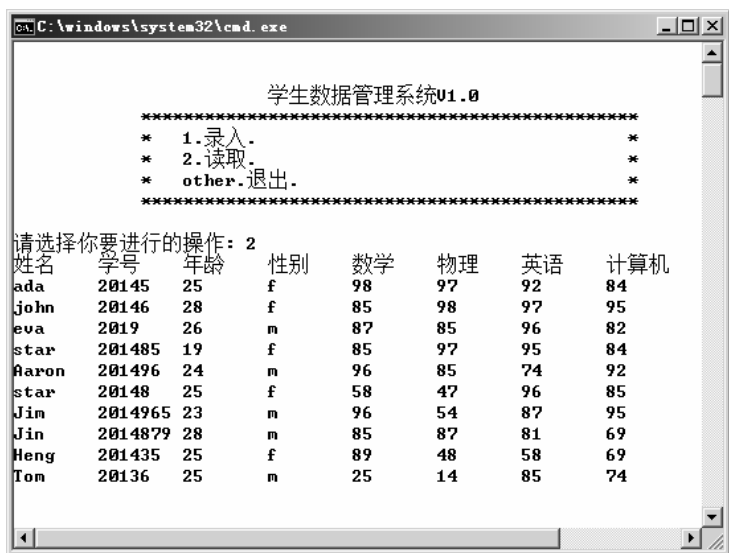 C:\windows\system32\cmd.exe
学生数据管理系统V1.0
***********************************************
* 1.录入. *
* 2.读取. *
* other.退出. *
***********************************************
请选择你要进行的操作: 2
姓名 学号 年龄 性别 数学 物理 英语 计算机
ada 20145 25 f 98 97 92 84
john 20146 28 f 85 98 97 95
eva 2019 26 m 87 85 96 82
star 201485 19 f 85 97 95 84
Aaron 201496 24 m 96 85 74 92
star 20148 25 f 58 47 96 85
Jim 2014965 23 m 96 54 87 95
Jin 2014879 28 m 85 87 81 69
Heng 201435 25 f 89 48 58 69
Tom 20136 25 m 25 14 85 74